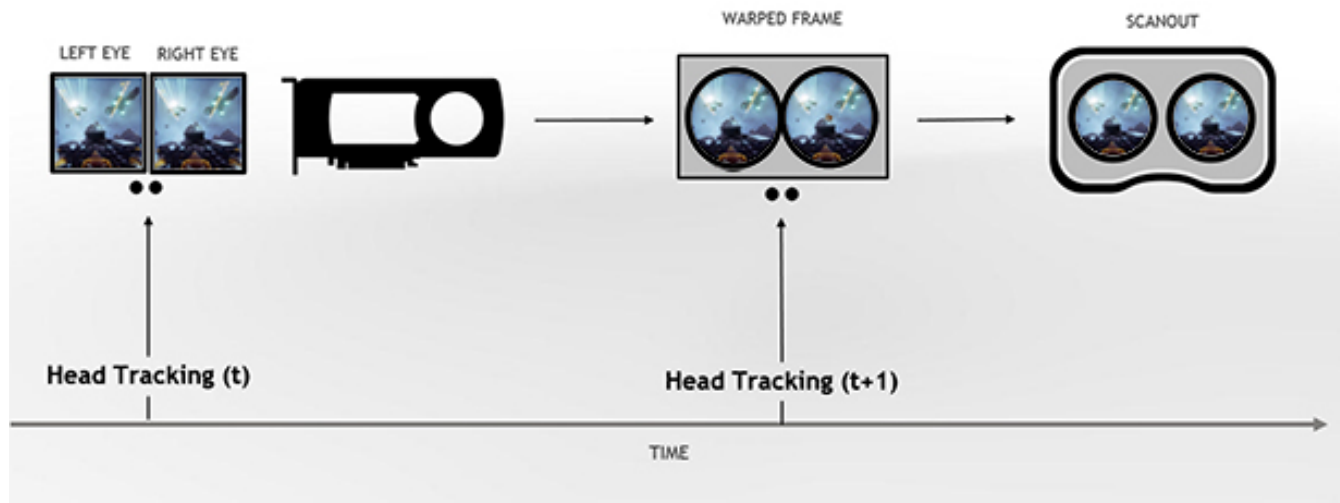 LEFT EYE
RIGHT EYE
WARPED FRAME
SCANOUT
Head Tracking (t)
Head Tracking (t+1)
TIME